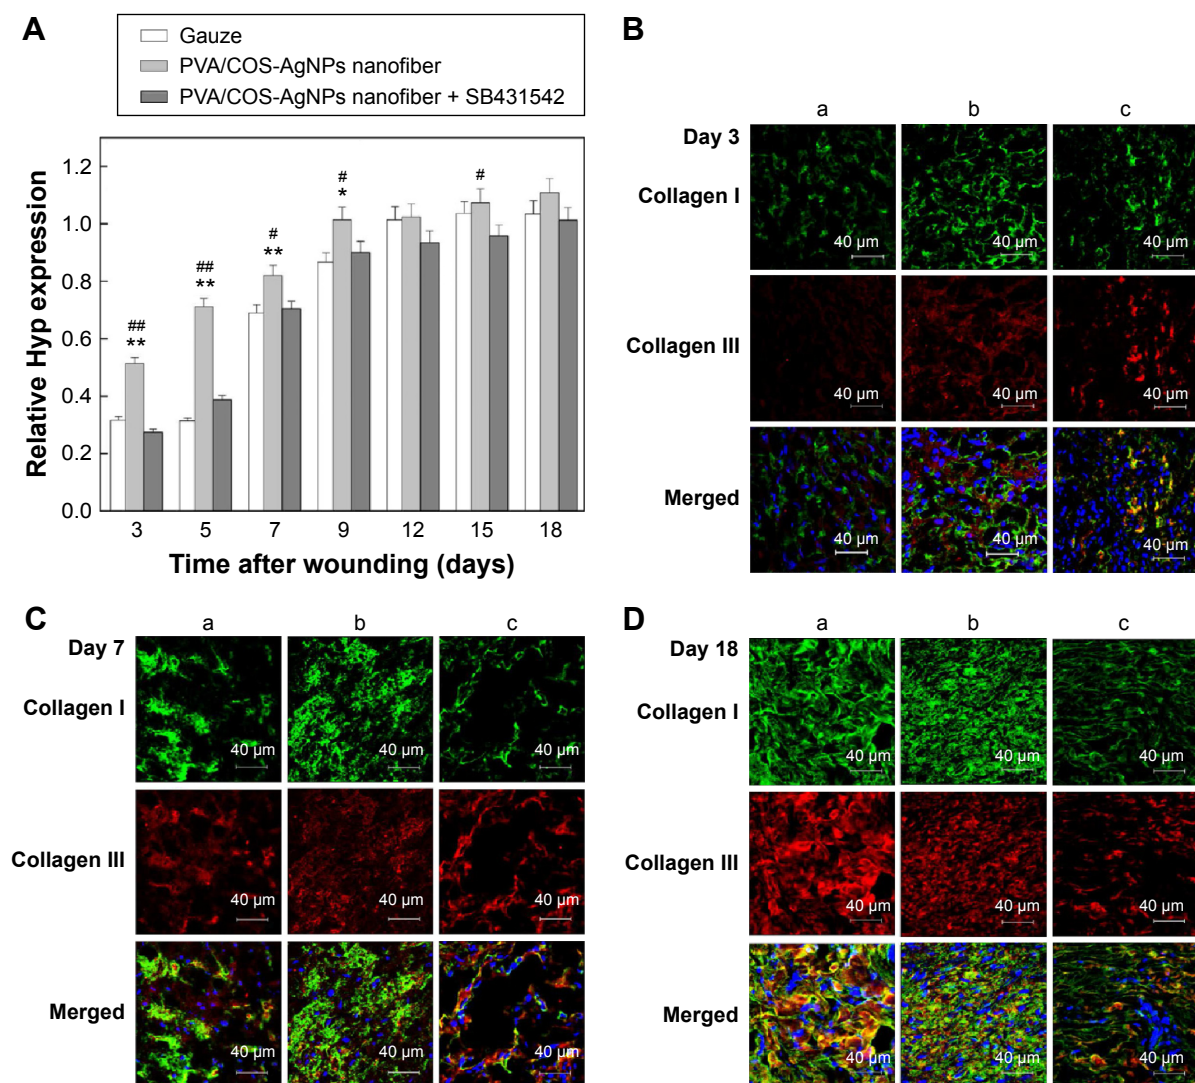 A
Gauze
PVA/COS-AgNPs nanofiber
PVA/COS-AgNPs nanofiber + SB431542
Relative Hyp expression
1.2
1.0
0.8
0.6
0.4
0.2
0.0
##
**
##
**
#
**
#
*
#
3 5 7 9 12 15 18
Time after wounding (days)
B
a b c
Day 3
Collagen I
40 µm 40 µm 40 µm
Collagen III
40 µm 40 µm 40 µm
Merged
40 µm 40 µm 40 µm
C
a b c
Day 7
Collagen I
40 µm 40 µm 40 µm
Collagen III
40 µm 40 µm 40 µm
Merged
40 µm 40 µm 40 µm
D
a b c
Day 18
Collagen I
40 µm 40 µm 40 µm
Collagen III
40 µm 40 µm 40 µm
Merged
40 µm 40 µm 40 µm